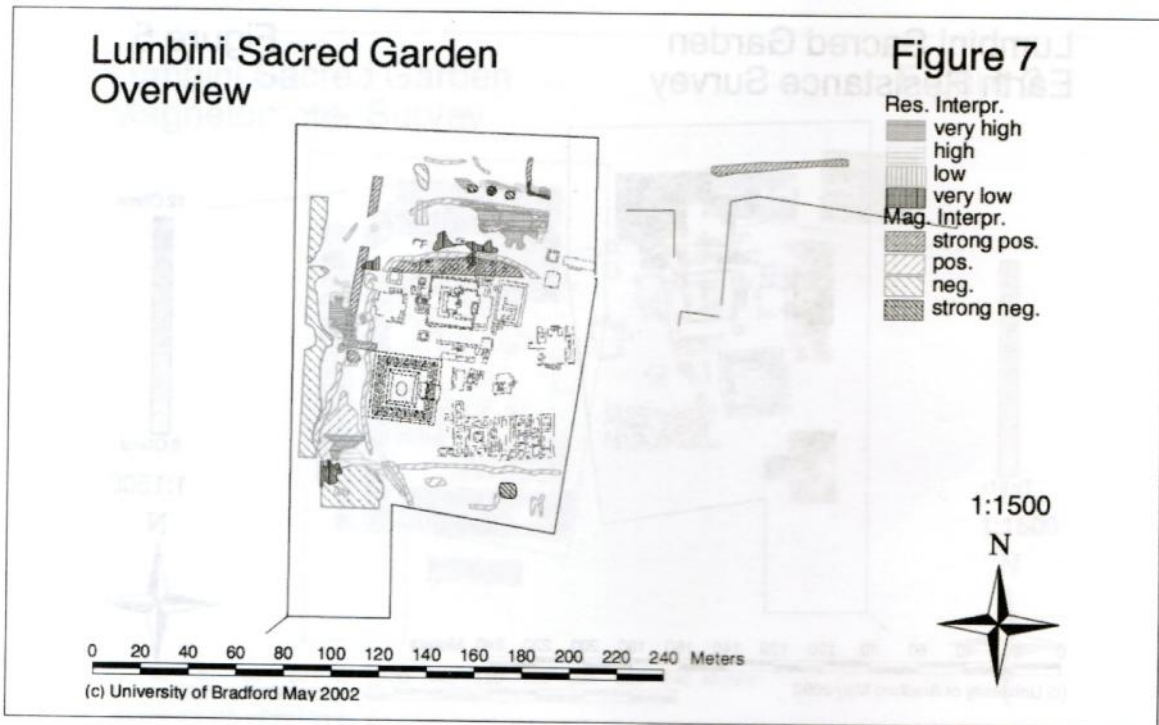 Lumbini Sacred Garden
Overview
Figure 7
Res. Interpr.
very high
high
low
very low
Mag. Interpr.
strong pos.
pos.
neg.
strong neg.
1:1500
N
0 20 40 60 80 100 120 140 160 180 200 220 240 Meters
(c) University of Bradford May 2002